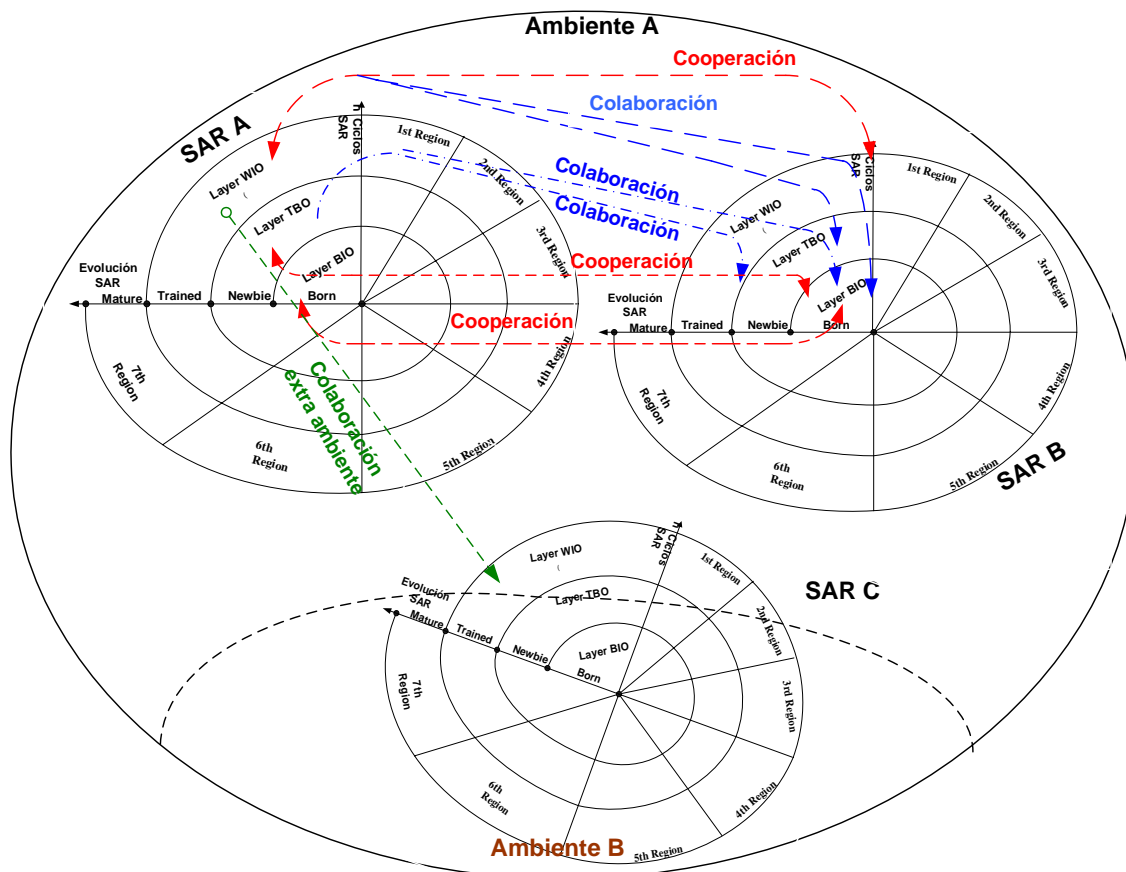 Ambiente A
Cooperación
Colaboración
Colaboración
Colaboración
Cooperación
Cooperación
Colaboración
extra ambiente
SAR A
n Ciclos
SAR
1st Region
2nd Region
3rd Region
4th Region
5th Region
6th
Region
7th
Region
Layer WIO
(
Layer TBO
Layer BIO
Evolución
SAR
Mature
Trained
Newbie
Born
SAR B
Ciclos
SAR
1st Region
2nd Region
3rd Region
4th Region
5th Region
6th
Region
7th
Region
Layer WIO
(
Layer TBO
Layer BIO
Evolución
SAR
Mature
Trained
Newbie
Born
SAR C
n Ciclos
SAR
1st Region
2nd Region
3rd Region
4th Region
5th Region
6th
Region
7th
Region
Layer WIO
(
Layer TBO
Layer BIO
Evolución
SAR
Mature
Trained
Newbie
Born
Ambiente B